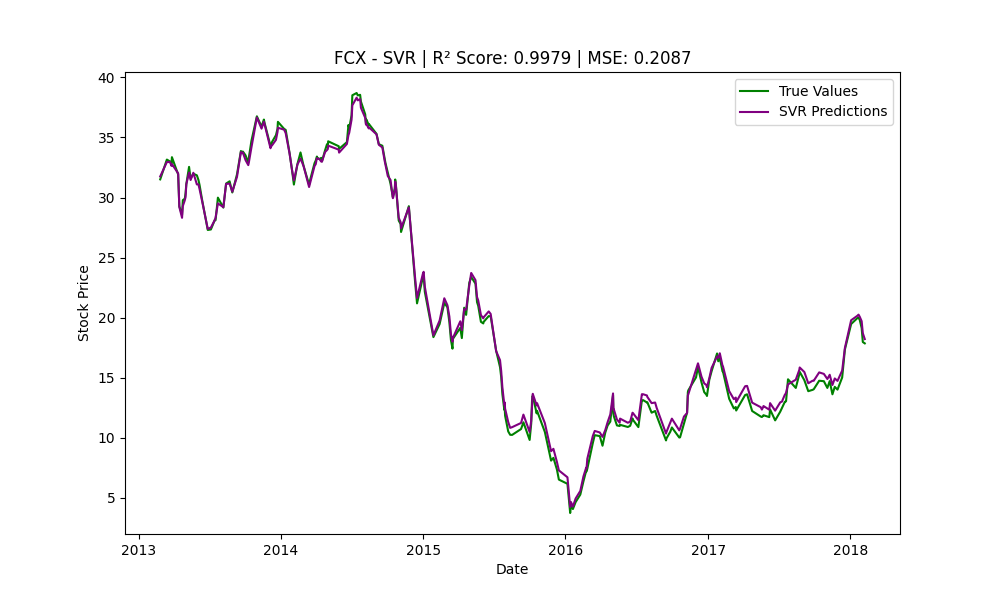 FCX - SVR | R² Score: 0.9979 | MSE: 0.2087
True Values
SVR Predictions
Stock Price
40
35
30
25
20
15
10
5
2013 2014 2015 2016 2017 2018
Date